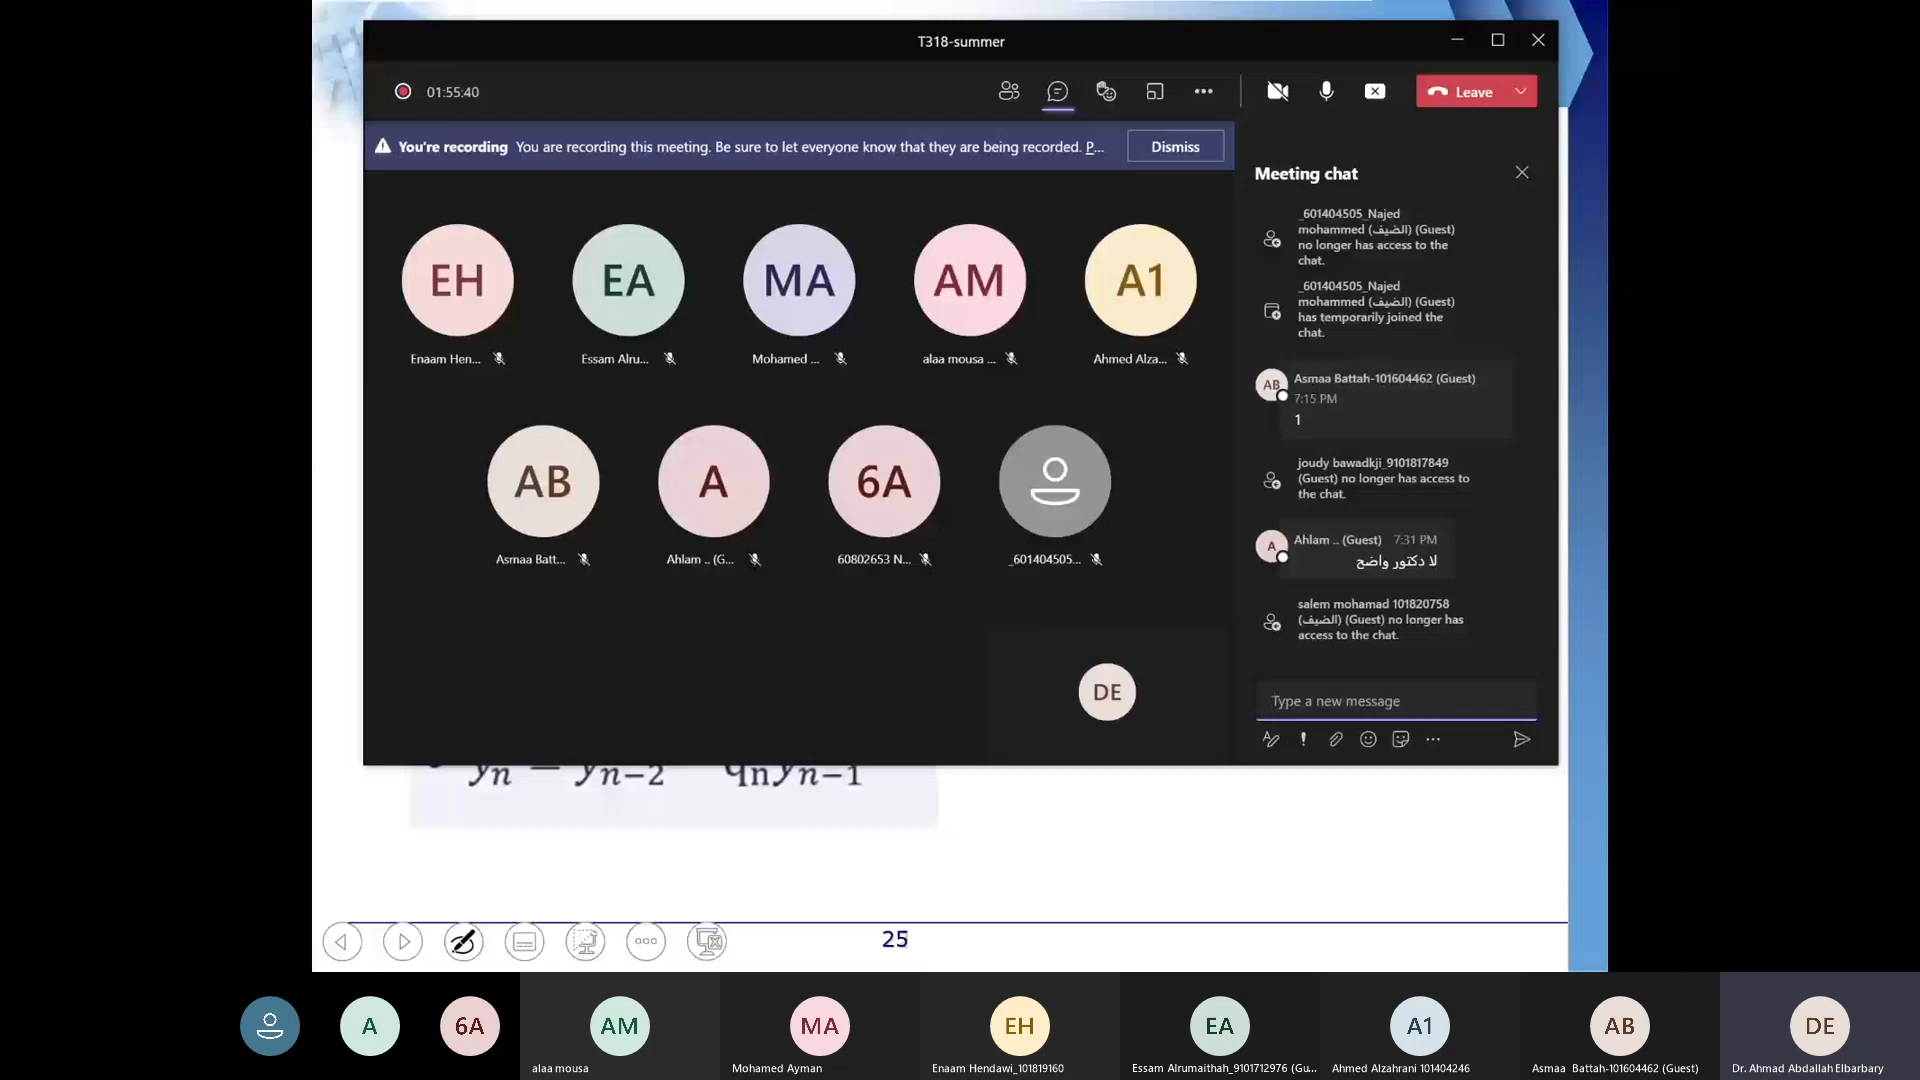 T318-summer
01:55:40
Leave
You're recording You are recording this meeting. Be sure to let everyone know that they are being recorded. P...
Dismiss
EH
EA
MA
AM
A1
Enaam Hen...
Essam Alru...
Mohamed ...
alaa mousa ...
Ahmed Alza...
AB
A
6A
Asmaa Batt...
Ahlam .. (G...
60802653 N...
_601404505...
DE
Meeting chat
_601404505_Najed
mohammed (الضيف) (Guest)
no longer has access to the
chat.
_601404505_Najed
mohammed (الضيف) (Guest)
has temporarily joined the
chat.
AB
Asmaa Battah-101604462 (Guest)
7:15 PM
1
joudy bawadkji_9101817849
(Guest) no longer has access to
the chat.
A
Ahlam .. (Guest) 7:31 PM
لا دكتور واضح
salem mohamad 101820758
(الضيف) (Guest) no longer has
access to the chat.
Type a new message
25
A
6A
AM
MA
EH
EA
A1
AB
DE
alaa mousa
Mohamed Ayman
Enaam Hendawi_101819160
Essam Alrumaithah_9101712976 (Gu...
Ahmed Alzahrani 101404246
Asmaa Battah-101604462 (Guest)
Dr. Ahmad Abdallah Elbarbary